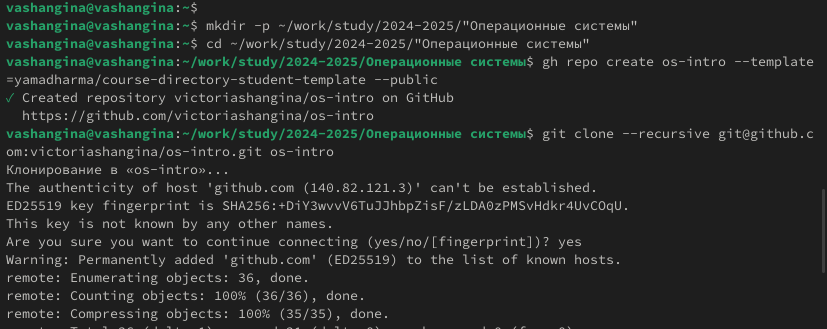 vashangina@vashangina:~$
vashangina@vashangina:~$ mkdir -p ~/work/study/2024-2025/"Операционные системы"
vashangina@vashangina:~$ cd ~/work/study/2024-2025/"Операционные системы"
vashangina@vashangina:~/work/study/2024-2025/Операционные системы$ gh repo create os-intro --template
=yamadharma/course-directory-student-template --public
✓ Created repository victoriashangina/os-intro on GitHub
https://github.com/victoriashangina/os-intro
vashangina@vashangina:~/work/study/2024-2025/Операционные системы$ git clone --recursive git@github.c
om:victoriashangina/os-intro.git os-intro
Клонирование в «os-intro»...
The authenticity of host 'github.com (140.82.121.3)' can't be established.
ED25519 key fingerprint is SHA256:+DiY3wvvV6TuJJhbpZisF/zLDA0zPMSvHdkr4UvCOqU.
This key is not known by any other names.
Are you sure you want to continue connecting (yes/no/[fingerprint])? yes
Warning: Permanently added 'github.com' (ED25519) to the list of known hosts.
remote: Enumerating objects: 36, done.
remote: Counting objects: 100% (36/36), done.
remote: Compressing objects: 100% (35/35), done.